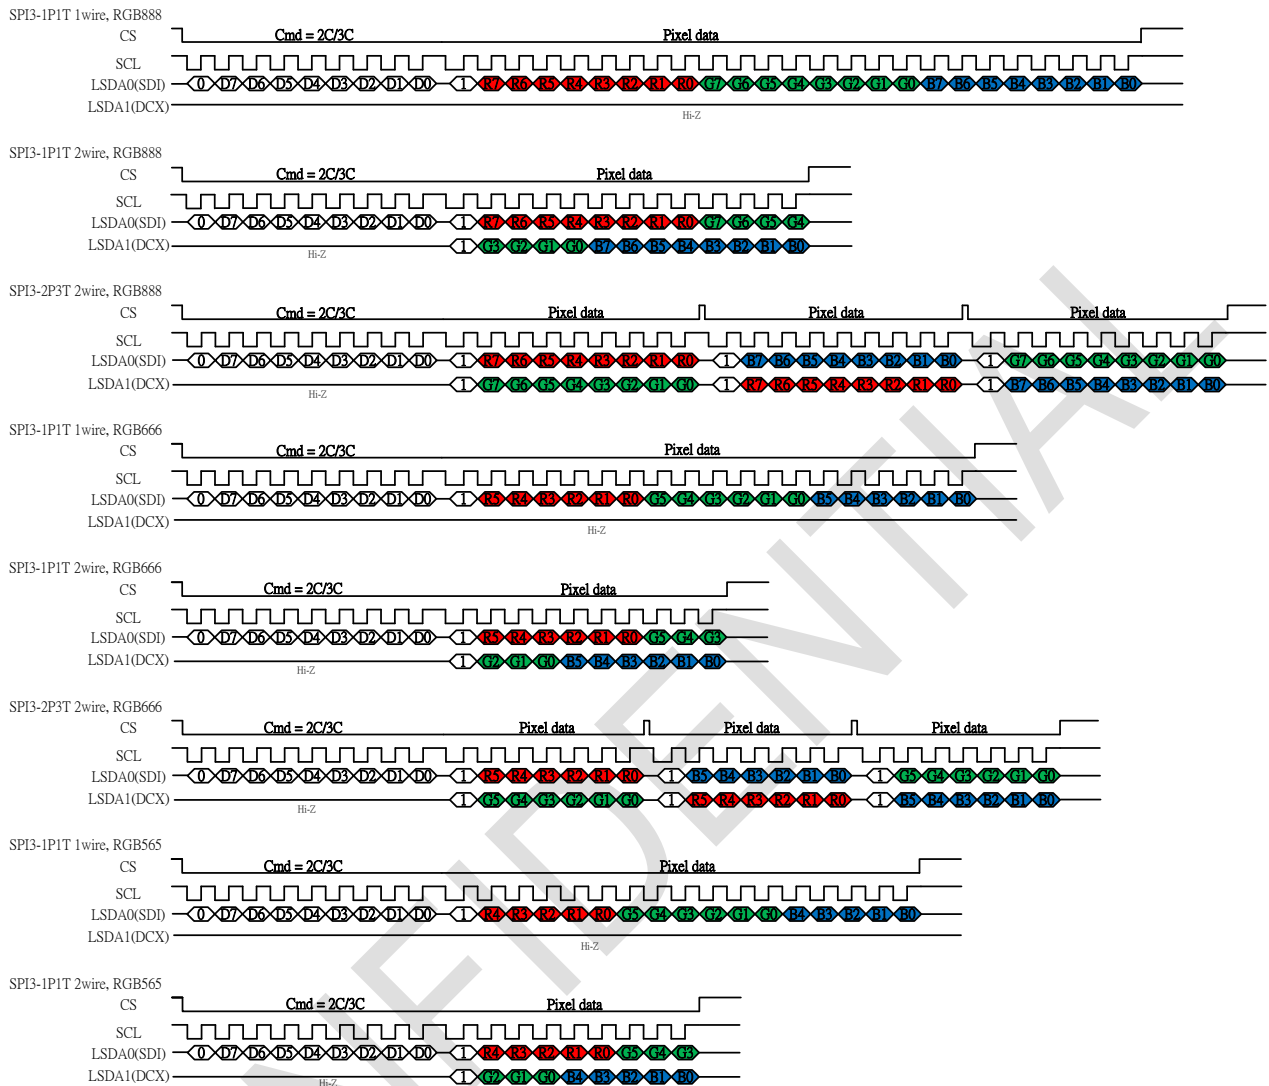 SPI3-1P1T 1wire, RGB888
CS Cmd = 2C/3C Pixel data
SCL
LSDA0(SDI) 0 D7 D6 D5 D4 D3 D2 D1 D0 1 R7 R6 R5 R4 R3 R2 R1 R0 G7 G6 G5 G4 G3 G2 G1 G0 B7 B6 B5 B4 B3 B2 B1 B0
LSDA1(DCX)
Hi-Z
SPI3-1P1T 2wire, RGB888
CS Cmd = 2C/3C Pixel data
SCL
LSDA0(SDI) 0 D7 D6 D5 D4 D3 D2 D1 D0 1 R7 R6 R5 R4 R3 R2 R1 R0 G7 G6 G5 G4
LSDA1(DCX) 1 G3 G2 G1 G0 B7 B6 B5 B4 B3 B2 B1 B0
Hi-Z
SPI3-2P3T 2wire, RGB888
CS Cmd = 2C/3C Pixel data Pixel data Pixel data
SCL
LSDA0(SDI) 0 D7 D6 D5 D4 D3 D2 D1 D0 1 R7 R6 R5 R4 R3 R2 R1 R0 1 B7 B6 B5 B4 B3 B2 B1 B0 1 G7 G6 G5 G4 G3 G2 G1 G0
LSDA1(DCX) 1 G7 G6 G5 G4 G3 G2 G1 G0 1 R7 R6 R5 R4 R3 R2 R1 R0 1 B7 B6 B5 B4 B3 B2 B1 B0
Hi-Z
SPI3-1P1T 1wire, RGB666
CS Cmd = 2C/3C Pixel data
SCL
LSDA0(SDI) 0 D7 D6 D5 D4 D3 D2 D1 D0 1 R5 R4 R3 R2 R1 R0 G5 G4 G3 G2 G1 G0 B5 B4 B3 B2 B1 B0
LSDA1(DCX)
Hi-Z
SPI3-1P1T 2wire, RGB666
CS Cmd = 2C/3C Pixel data
SCL
LSDA0(SDI) 0 D7 D6 D5 D4 D3 D2 D1 D0 1 R5 R4 R3 R2 R1 R0 G5 G4 G3
LSDA1(DCX) 1 G2 G1 G0 B5 B4 B3 B2 B1 B0
Hi-Z
SPI3-2P3T 2wire, RGB666
CS Cmd = 2C/3C Pixel data Pixel data Pixel data
SCL
LSDA0(SDI) 0 D7 D6 D5 D4 D3 D2 D1 D0 1 R5 R4 R3 R2 R1 R0 1 B5 B4 B3 B2 B1 B0 1 G5 G4 G3 G2 G1 G0
LSDA1(DCX) 1 G5 G4 G3 G2 G1 G0 1 R5 R4 R3 R2 R1 R0 1 B5 B4 B3 B2 B1 B0
Hi-Z
SPI3-1P1T 1wire, RGB565
CS Cmd = 2C/3C Pixel data
SCL
LSDA0(SDI) 0 D7 D6 D5 D4 D3 D2 D1 D0 1 R4 R3 R2 R1 R0 G5 G4 G3 G2 G1 G0 B4 B3 B2 B1 B0
LSDA1(DCX)
Hi-Z
SPI3-1P1T 2wire, RGB565
CS Cmd = 2C/3C Pixel data
SCL
LSDA0(SDI) 0 D7 D6 D5 D4 D3 D2 D1 D0 1 R4 R3 R2 R1 R0 G5 G4 G3
LSDA1(DCX) 1 G2 G1 G0 B4 B3 B2 B1 B0
Hi-Z
NFIDENTIAL